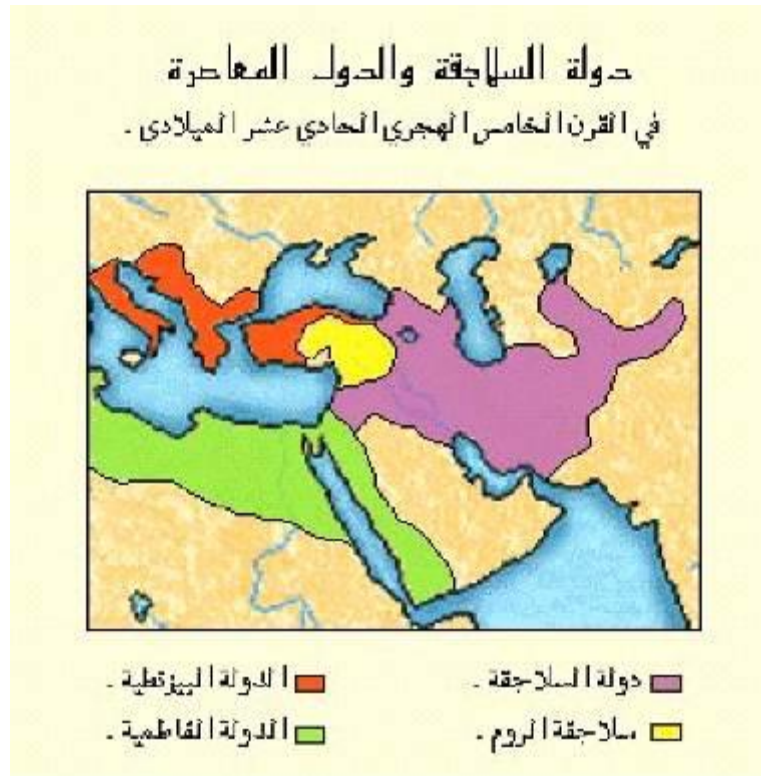 دولة السلاجقة والدول المعاصرة
في القرن الخامس الهجري الحادي عشر الميلادي .
دولة السلاجقة .
الدولة البيزنطية .
سلاجقة الروم .
الدولة الفاطمية .